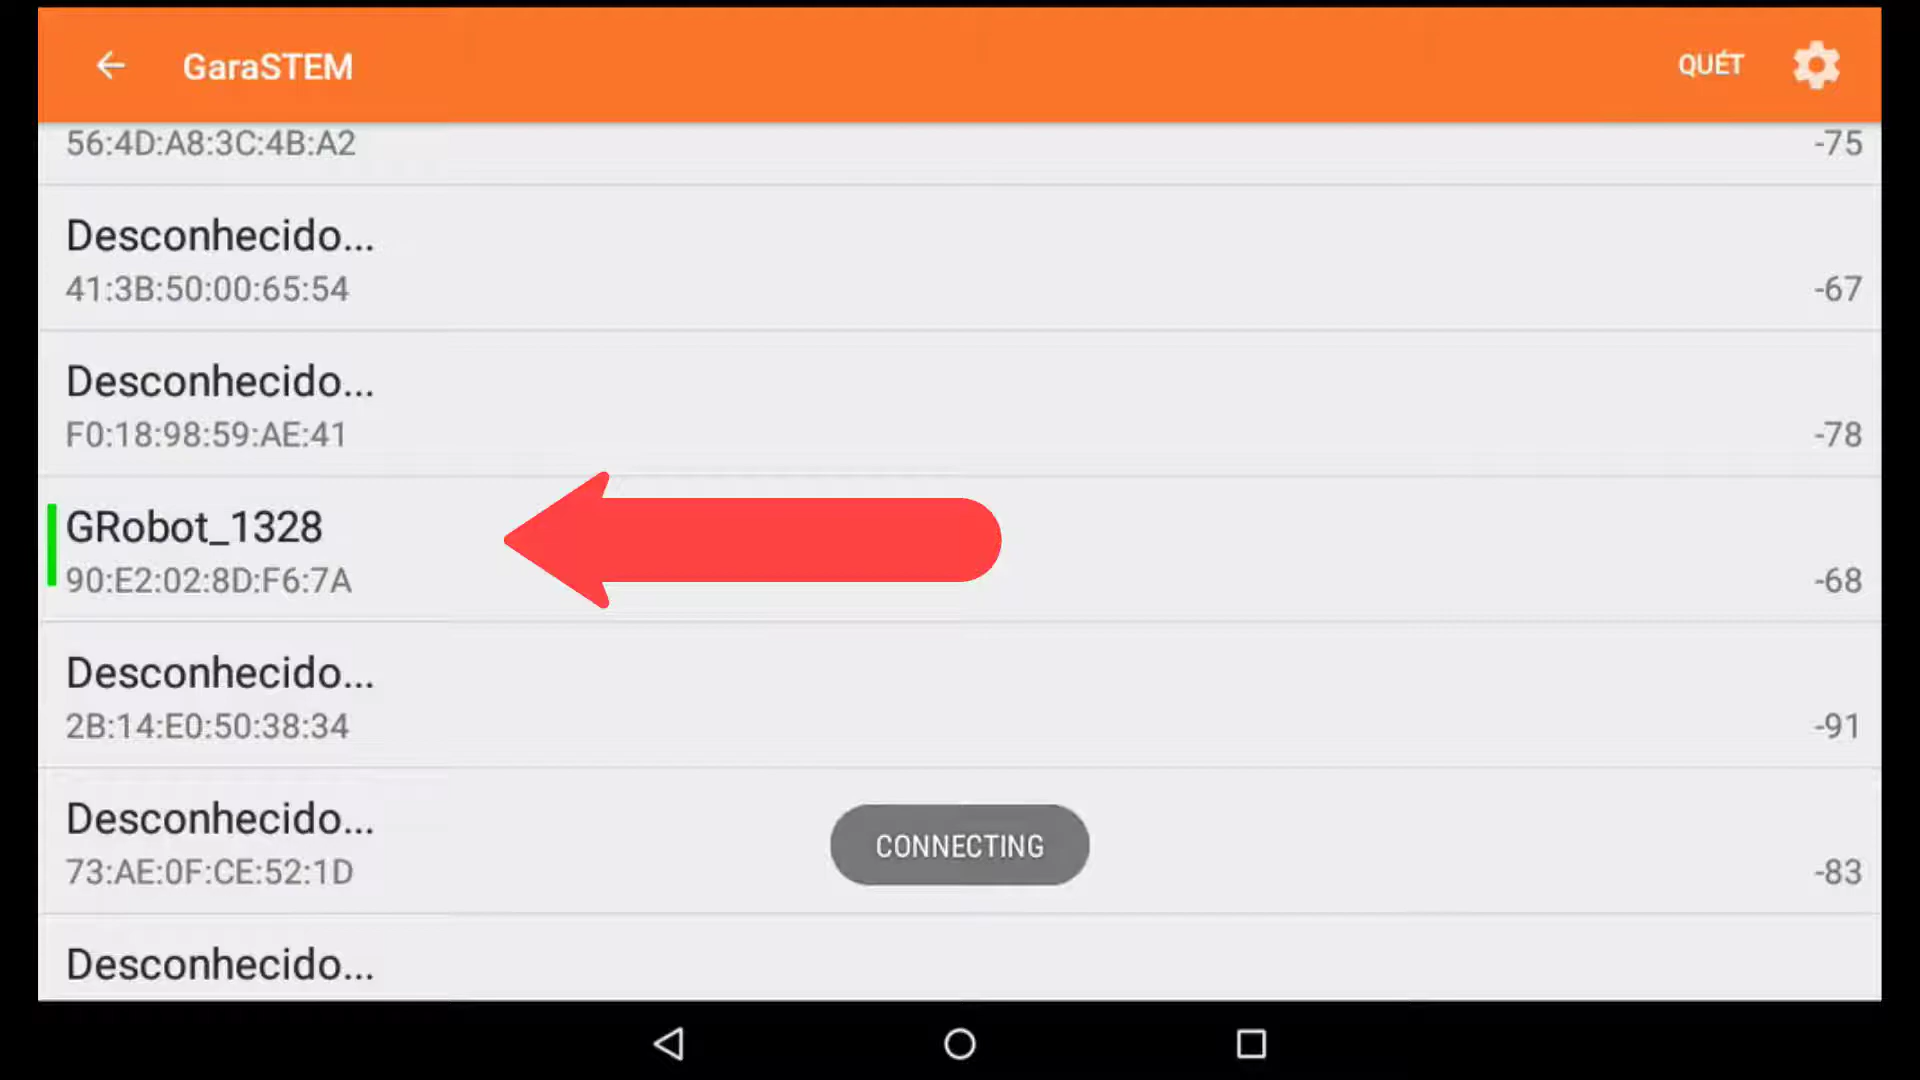 GaraSTEM
QUÉT
56:4D:A8:3C:4B:A2
-75
Desconhecido...
41:3B:50:00:65:54
-67
Desconhecido...
F0:18:98:59:AE:41
-78
GRobot_1328
90:E2:02:8D:F6:7A
-68
Desconhecido...
2B:14:E0:50:38:34
-91
Desconhecido...
73:AE:0F:CE:52:1D
-83
CONNECTING
Desconhecido...